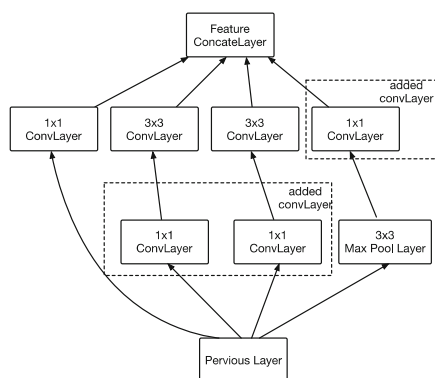 Feature
ConcateLayer
added
convLayer
1x1
ConvLayer
3x3
ConvLayer
3x3
ConvLayer
1x1
ConvLayer
added
convLayer
1x1
ConvLayer
1x1
ConvLayer
3x3
Max Pool Layer
Pervious Layer